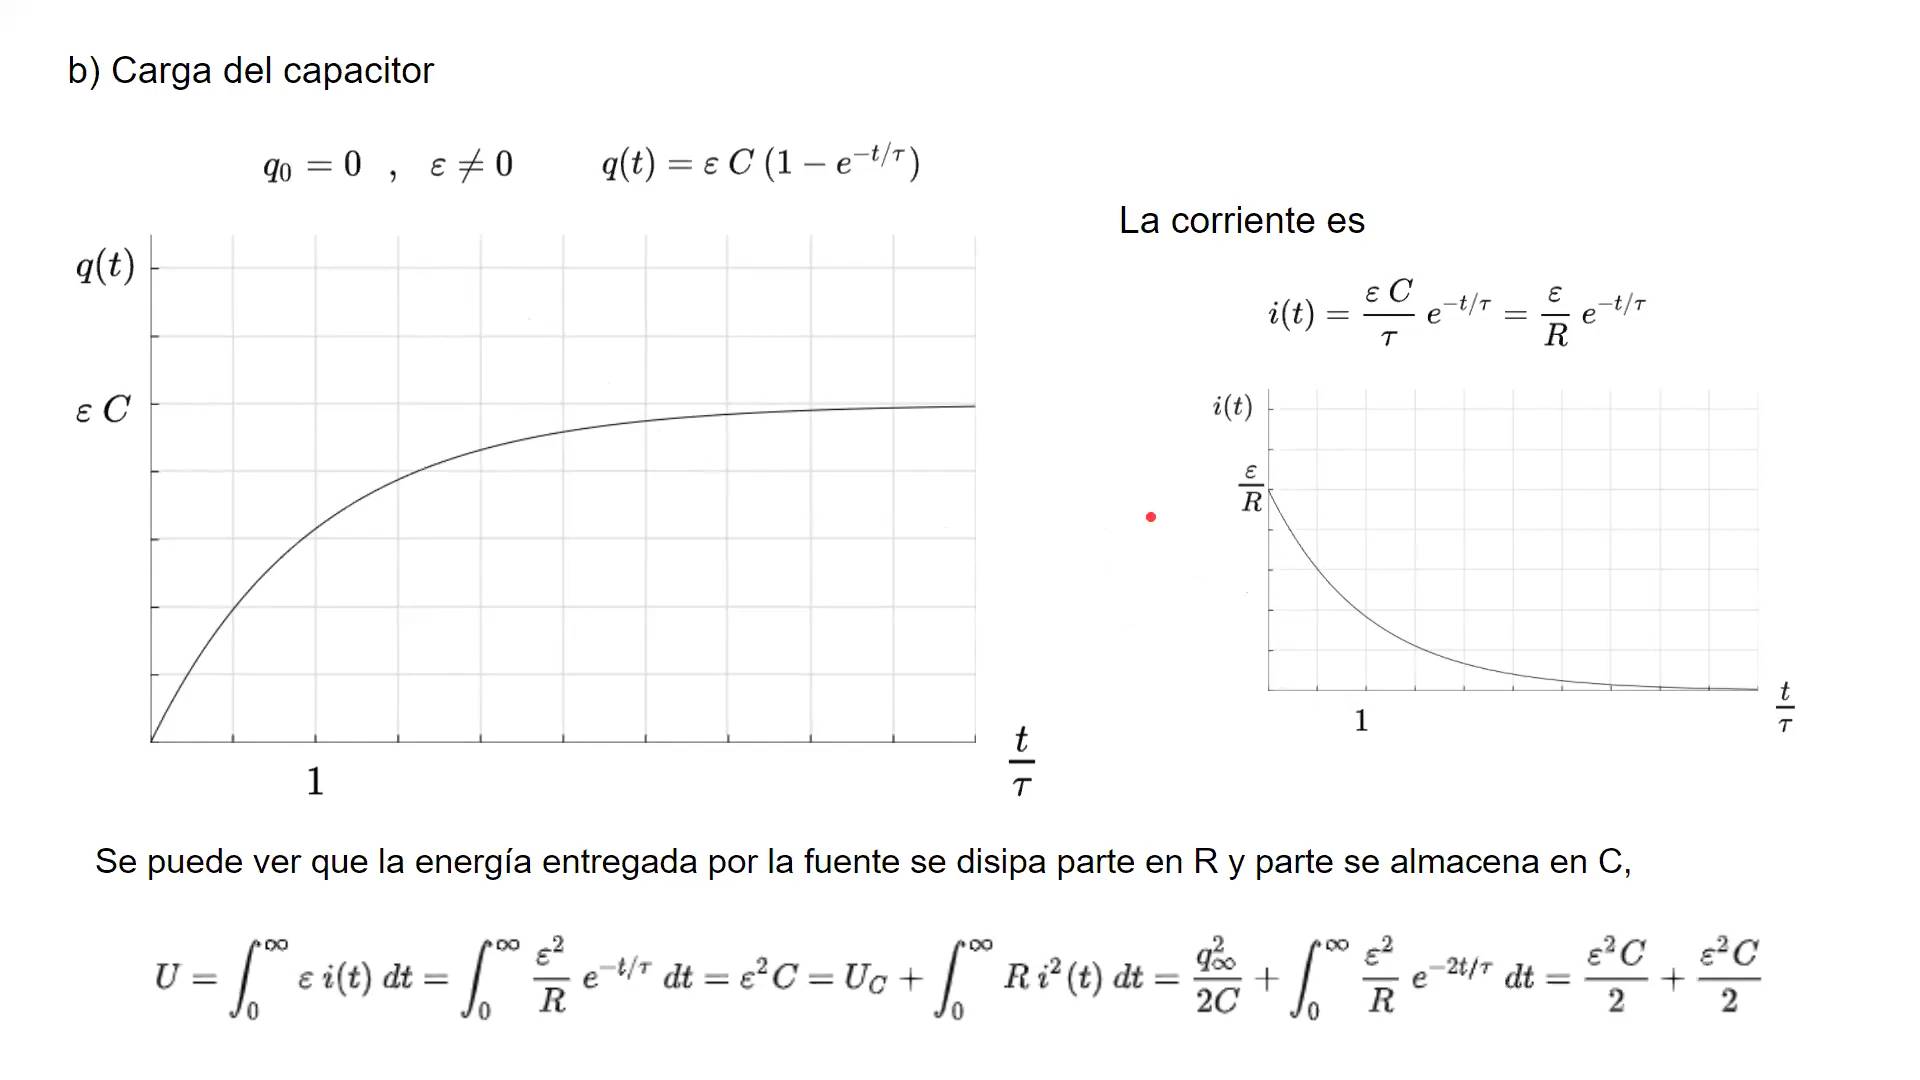 b) Carga del capacitor
q₀ = 0 , ε ≠ 0 q(t) = ε C (1 − e^{−t/τ})
q(t)
ε C
1
t/τ
La corriente es
i(t) = ε C/τ e^{−t/τ} = ε/R e^{−t/τ}
i(t)
ε/R
1
t/τ
Se puede ver que la energía entregada por la fuente se disipa parte en R y parte se almacena en C,
U = ∫₀^∞ ε i(t) dt = ∫₀^∞ ε²/R e^{−t/τ} dt = ε²C = U_C + ∫₀^∞ R i²(t) dt = q²_∞/2C + ∫₀^∞ ε²/R e^{−2t/τ} dt = ε²C/2 + ε²C/2